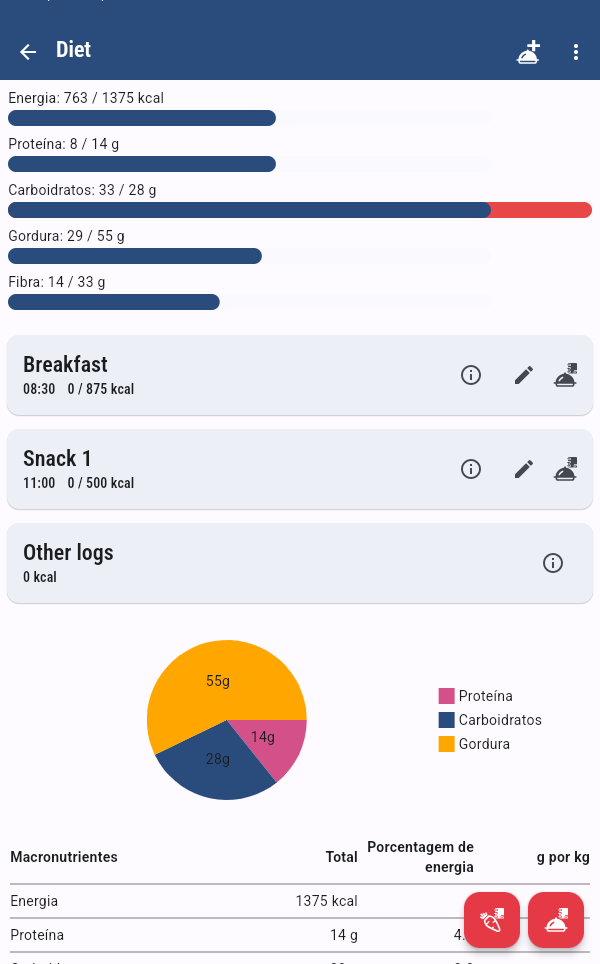 Diet
Energia: 763 / 1375 kcal
Proteína: 8 / 14 g
Carboidratos: 33 / 28 g
Gordura: 29 / 55 g
Fibra: 14 / 33 g
Breakfast
08:30 0 / 875 kcal
Snack 1
11:00 0 / 500 kcal
Other logs
0 kcal
55g
14g
28g
Proteína
Carboidratos
Gordura
Macronutrientes Total Porcentagem de energia g por kg
Energia 1375 kcal
Proteína 14 g 4.